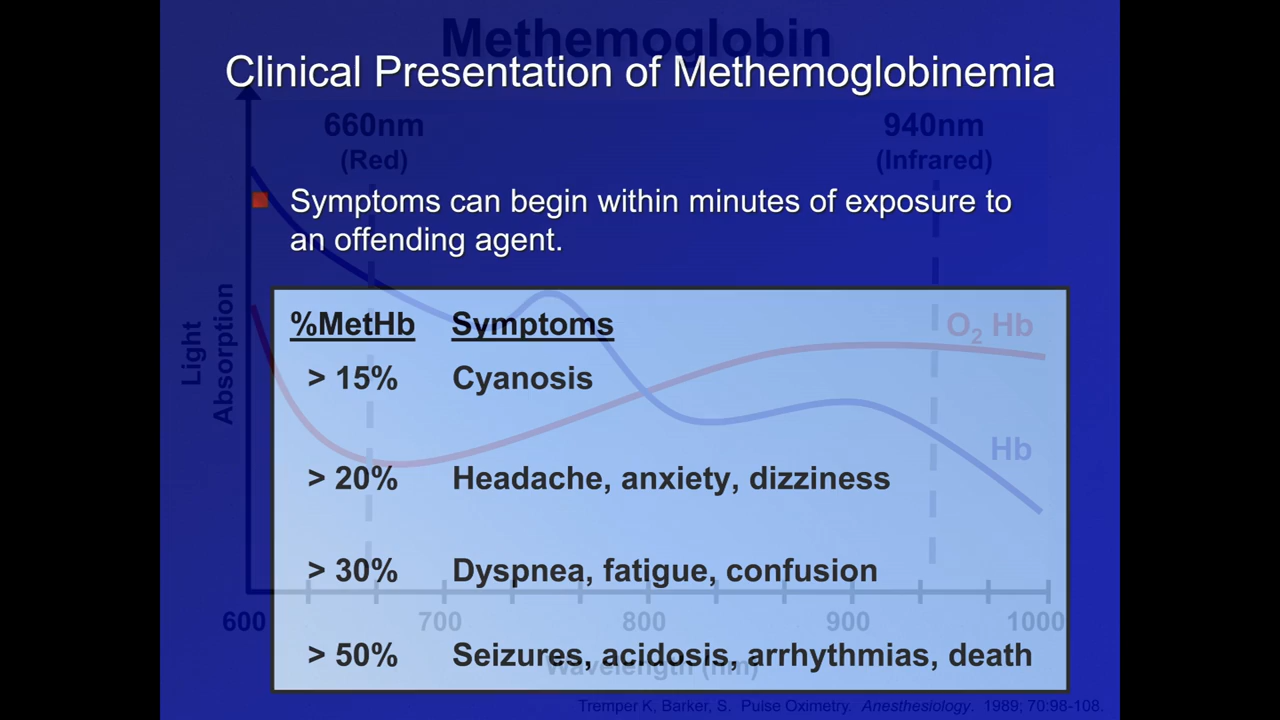 Methemoglobin
Clinical Presentation of Methemoglobinemia
660nm
(Red)
940nm
(Infrared)
Symptoms can begin within minutes of exposure to
an offending agent.
Light
Absorption
%MetHb Symptoms
O₂ Hb
> 15% Cyanosis
Hb
> 20% Headache, anxiety, dizziness
> 30% Dyspnea, fatigue, confusion
600 700 800 900 1000
> 50% Seizures, acidosis, arrhythmias, death
Wavelength (nm)
Tremper K, Barker, S. Pulse Oximetry. Anesthesiology. 1989; 70:98-108.